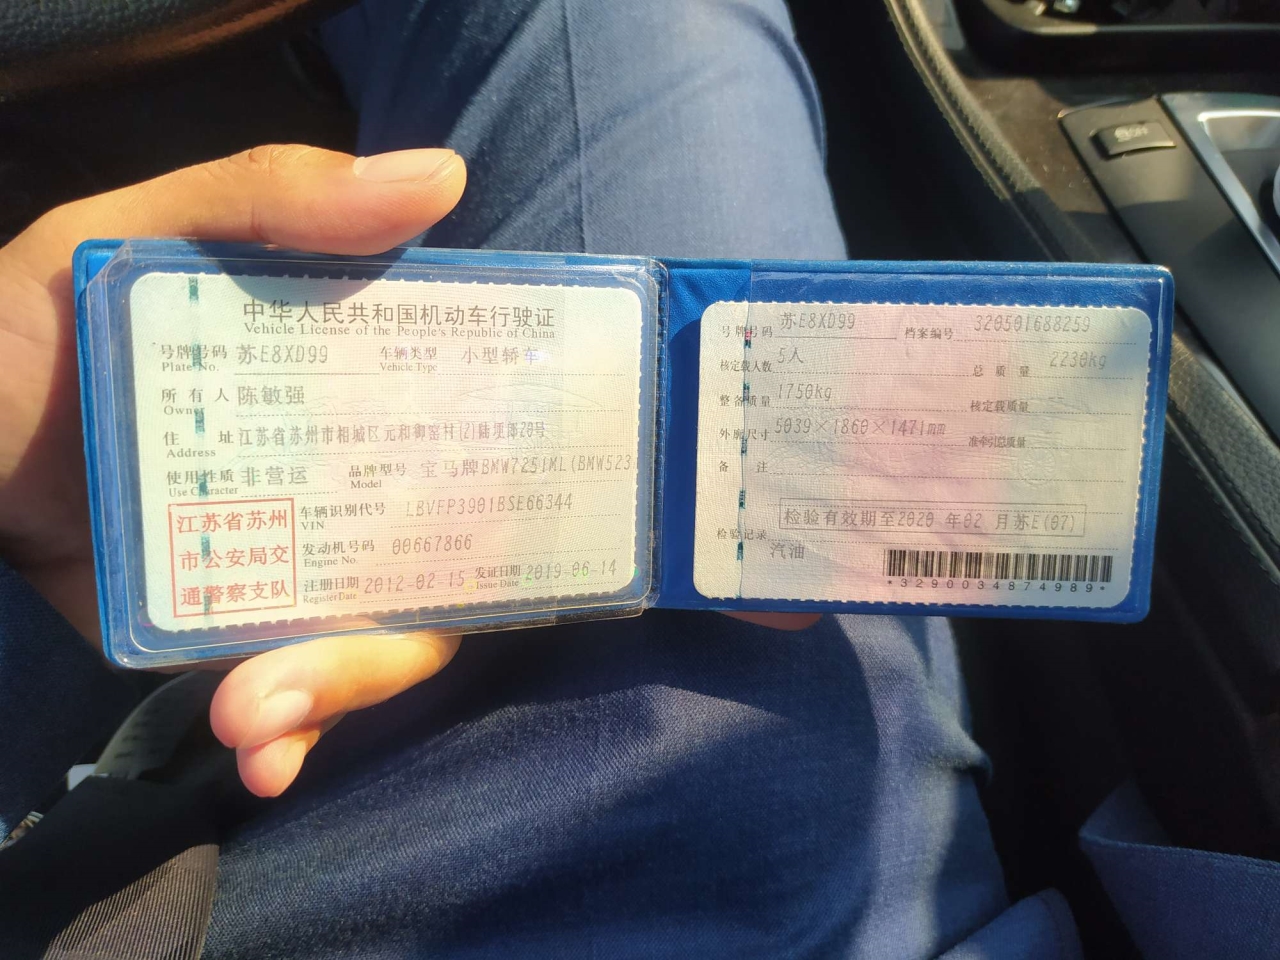 中华人民共和国机动车行驶证
Vehicle License of the People's Republic of China
号牌号码 苏E8XD99 车辆类型 小型轿车
Plate No. Vehicle Type
所有人 陈敏强
Owner
住 址 江苏省苏州市相城区元和御窑村(2)陆埂郎20号
Address
使用性质 非营运 品牌型号 宝马牌BMW7251ML(BMW523
Use Character Model
江苏省苏州
市公安局交
通警察支队
车辆识别代号 LBVFP3901BSE66344
VIN
发动机号码 00667866
Engine No.
注册日期 2012-02-15 发证日期 2019-06-14
Register Date Issue Date
号牌号码 苏E8XD99 档案编号 320501688259
核定载人数 5人 总质量 2230kg
整备质量 1750kg 核定载质量
外廓尺寸 5039×1860×1471mm 准牵引总质量
备 注
检验有效期至2020 年02 月苏E(07)
检验记录
汽油
*3290034874989*